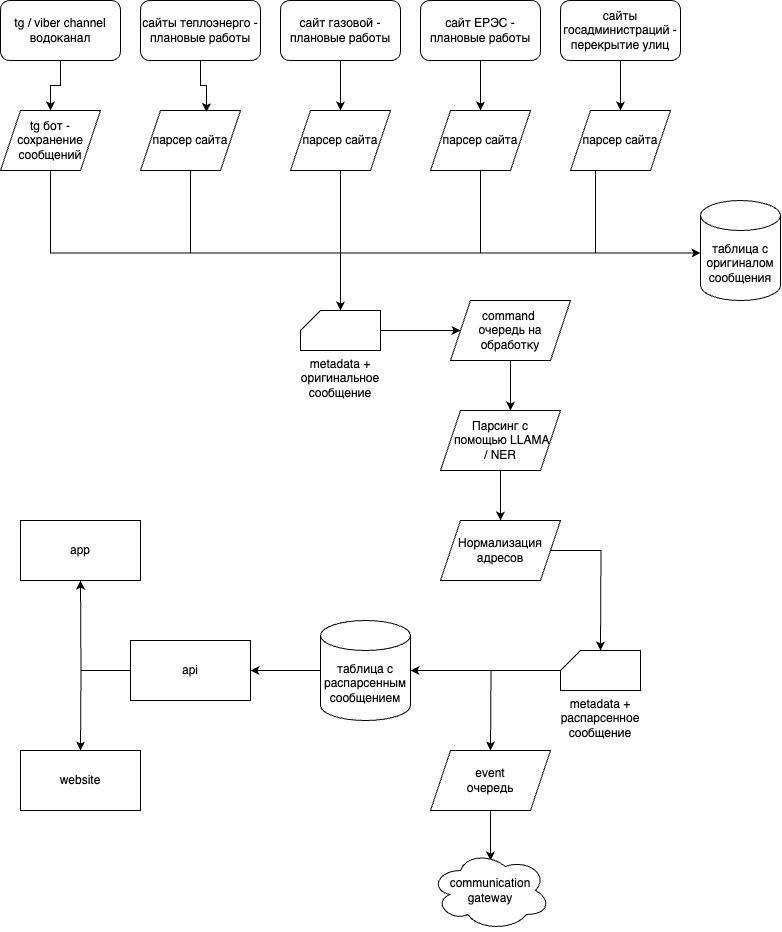 tg / viber channel
водоканал
сайты теплоэнерго -
плановые работы
сайт газовой -
плановые работы
сайт ЕРЭС -
плановые работы
сайты
госадминистраций -
перекрытие улиц
tg бот -
сохранение
сообщений
парсер сайта
парсер сайта
парсер сайта
парсер сайта
таблица с
оригиналом
сообщения
metadata +
оригинальное
сообщение
command
очередь на
обработку
Парсинг с
помощью LLAMA
/ NER
Нормализация
адресов
app
api
таблица с
распарсенным
сообщением
metadata +
распарсенное
сообщение
website
event
очередь
communication
gateway